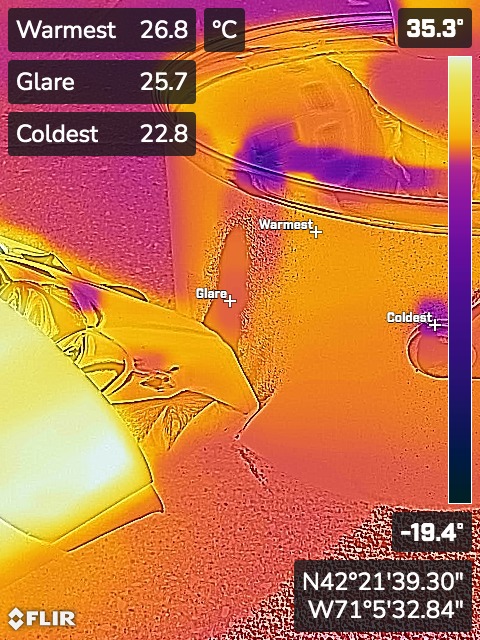 Warmest 26.8 °C
35.3°
Glare 25.7
Coldest 22.8
Warmest
Glare
Coldest
-19.4°
N42°21'39.30"
W71°5'32.84"
FLIR